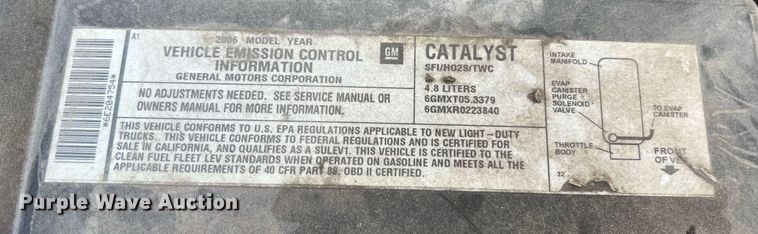 A1
2006 MODEL YEAR
VEHICLE EMISSION CONTROL
INFORMATION
GENERAL MOTORS CORPORATION
GM
CATALYST
SFI/HO2S/TWC
4.8 LITERS
6GMXT05.3379
6GMXR0223840
NO ADJUSTMENTS NEEDED. SEE SERVICE MANUAL OR
OWNERS MANUAL FOR MORE INFORMATION.
THIS VEHICLE CONFORMS TO U.S. EPA REGULATIONS APPLICABLE TO NEW LIGHT-DUTY
TRUCKS. THIS VEHICLE CONFORMS TO FEDERAL REGULATIONS AND IS CERTIFIED FOR
SALE IN CALIFORNIA, AND QUALIFIES AS A SULEV1. THIS VEHICLE IS CERTIFIED TO THE
CLEAN FUEL FLEET LEV STANDARDS WHEN OPERATED ON GASOLINE AND MEETS ALL THE
APPLICABLE REQUIREMENTS OF 40 CFR PART 88. OBD II CERTIFIED.
INTAKE
MANIFOLD
EVAP
CANISTER
PURGE
SOLENOID
VALVE
TO EVAP
CANISTER
THROTTLE
BODY
FRONT
OF VE
32
*6E204754*
Purple Wave Auction